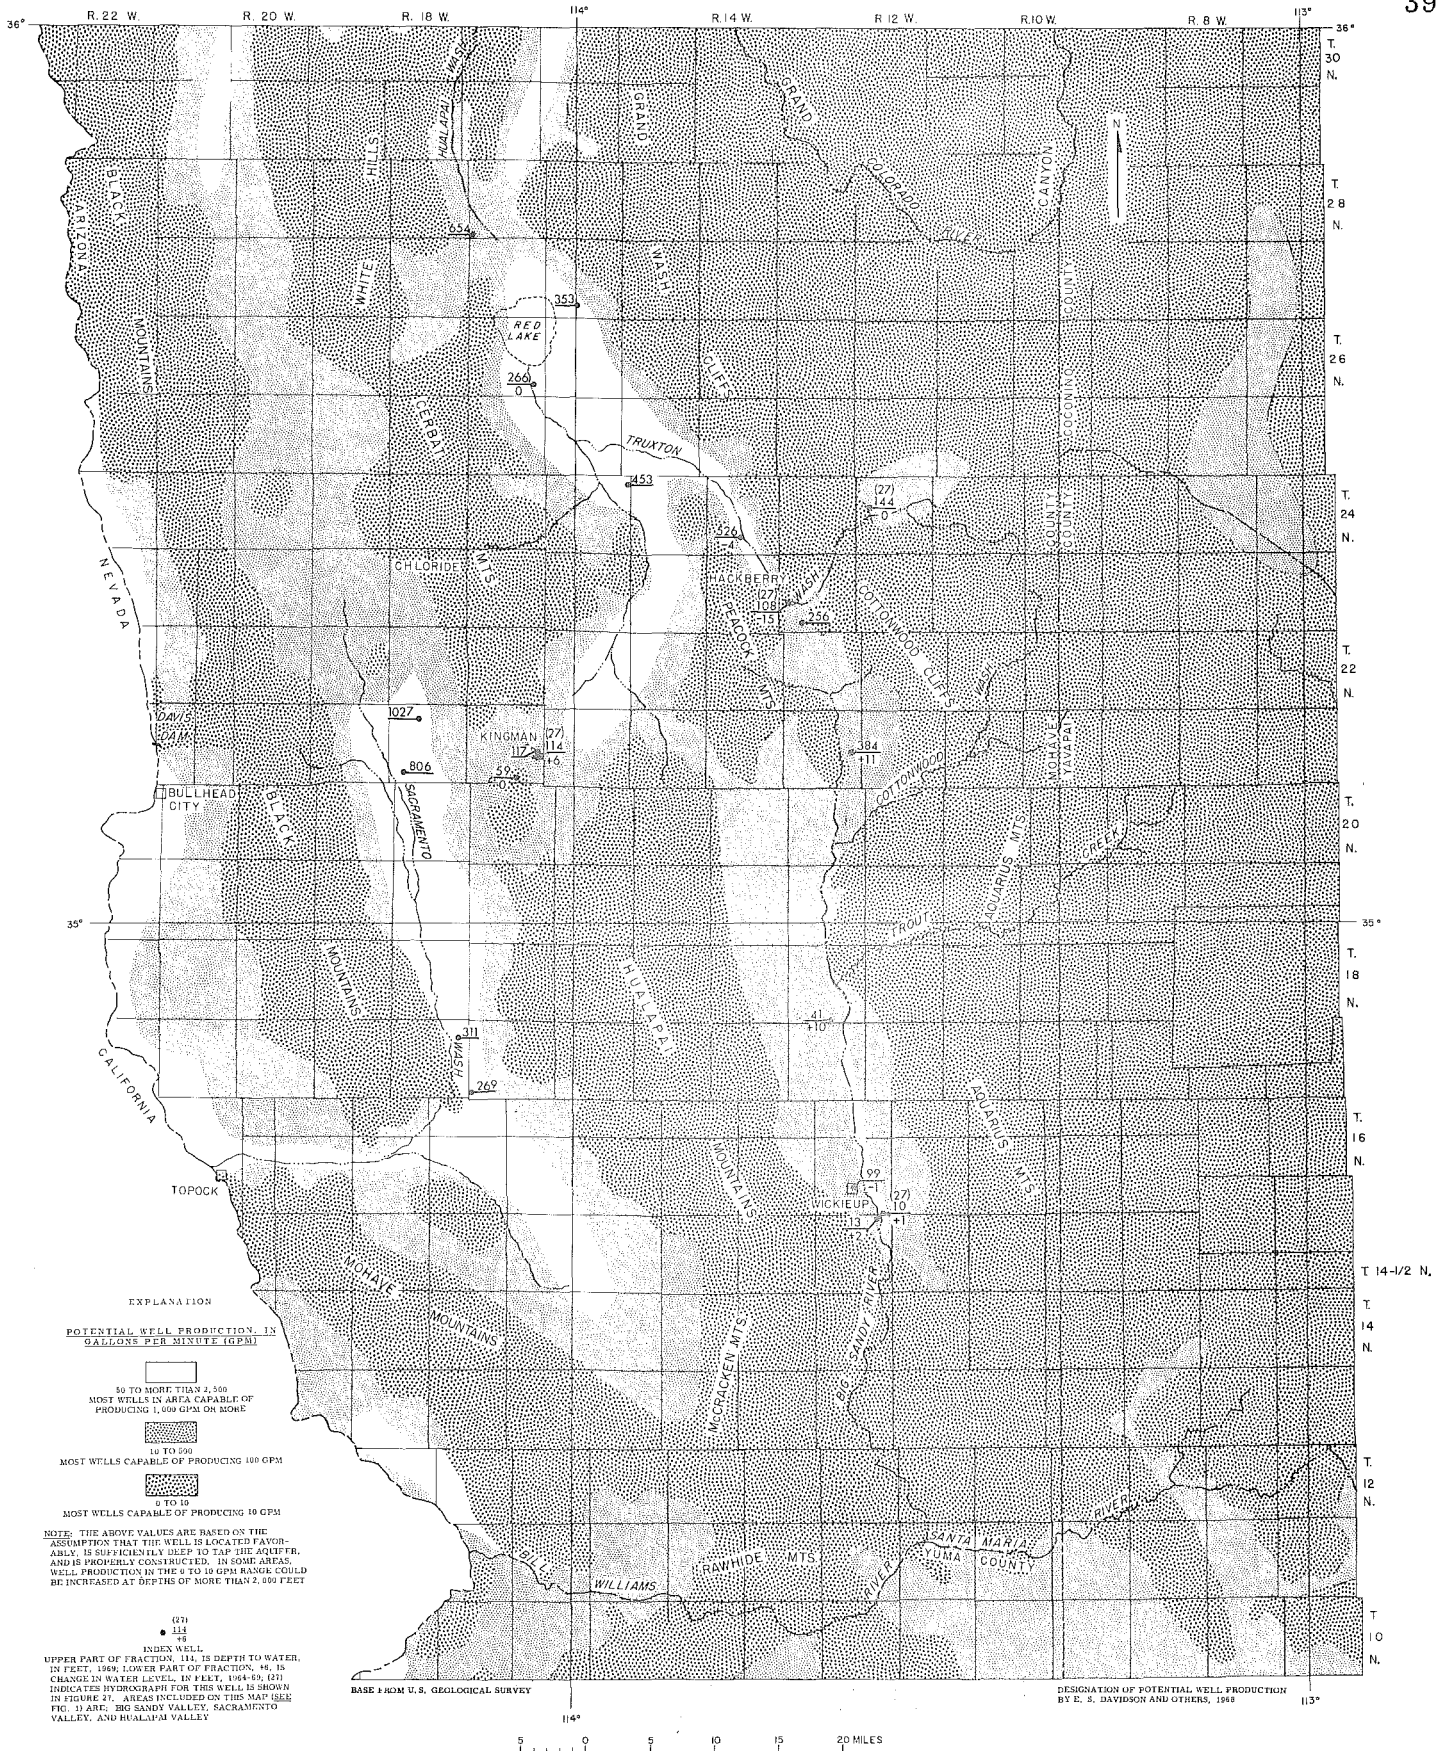 39
R. 22 W. R. 20 W. R. 18 W. 114° R. 14 W. R 12 W. R. 10 W. R. 8 W. 113°
36° 36°
T. 30 N.
HUALAPAI WASH
GRAND
GRAND
CANYON
N
HILLS
BLACK
ARIZONA
COLORADO
RIVER
T. 28 N.
654
WHITE
WASH
COCONINO COUNTY
353
RED
LAKE
MOUNTAINS
T. 26 N.
266
0
CLIFFS
CERBAT
TRUXTON
453
(27)
144
0
COUNTY
COUNTY
T. 24 N.
526
-4
NEVADA
CHLORIDE
MTS
HACKBERRY
(27)
108
-15
256
PEACOCK
MTS
COTTONWOOD CLIFFS
WASH
T. 22 N.
1027
DAVIS
DAM
KINGMAN
117
(27)
114
+6
384
+11
MOHAVE
YAVAPAI
806
59
0
COTTONWOOD
BULLHEAD
CITY
BLACK
SACRAMENTO
T. 20 N.
AQUARIUS MTS.
CREEK
35° 35°
TROUT
MOUNTAINS
HUALAPAI
T. 18 N.
41
+10
311
WASH
CALIFORNIA
269
AQUARIUS
MTS
T. 16 N.
MOUNTAINS
TOPOCK
99
-1
WICKIEUP
(27)
10
+1
13
+2
MOHAVE
MOUNTAINS
SANDY RIVER
T 14-1/2 N.
T. 14 N.
McCRACKEN MTS.
T. 12 N.
BILL
WILLIAMS
RAWHIDE MTS.
RIVER
SANTA MARIA
RIVER
YUMA COUNTY
T 10 N.
EXPLANATION
POTENTIAL WELL PRODUCTION, IN
GALLONS PER MINUTE (GPM)
50 TO MORE THAN 2,500
MOST WELLS IN AREA CAPABLE OF
PRODUCING 1,000 GPM OR MORE
10 TO 500
MOST WELLS CAPABLE OF PRODUCING 100 GPM
0 TO 10
MOST WELLS CAPABLE OF PRODUCING 10 GPM
NOTE: THE ABOVE VALUES ARE BASED ON THE
ASSUMPTION THAT THE WELL IS LOCATED FAVOR-
ABLY, IS SUFFICIENTLY DEEP TO TAP THE AQUIFER,
AND IS PROPERLY CONSTRUCTED. IN SOME AREAS,
WELL PRODUCTION IN THE 0 TO 10 GPM RANGE COULD
BE INCREASED AT DEPTHS OF MORE THAN 2,000 FEET
(27)
114
+6
INDEX WELL
UPPER PART OF FRACTION, 114, IS DEPTH TO WATER,
IN FEET, 1969; LOWER PART OF FRACTION, +6, IS
CHANGE IN WATER LEVEL, IN FEET, 1964-69; (27)
INDICATES HYDROGRAPH FOR THIS WELL IS SHOWN
IN FIGURE 27. AREAS INCLUDED ON THIS MAP (SEE
FIG. 1) ARE: BIG SANDY VALLEY, SACRAMENTO
VALLEY, AND HUALAPAI VALLEY
BASE FROM U. S. GEOLOGICAL SURVEY
DESIGNATION OF POTENTIAL WELL PRODUCTION
BY E. S. DAVIDSON AND OTHERS, 1968
114° 113°
5 0 5 10 15 20 MILES